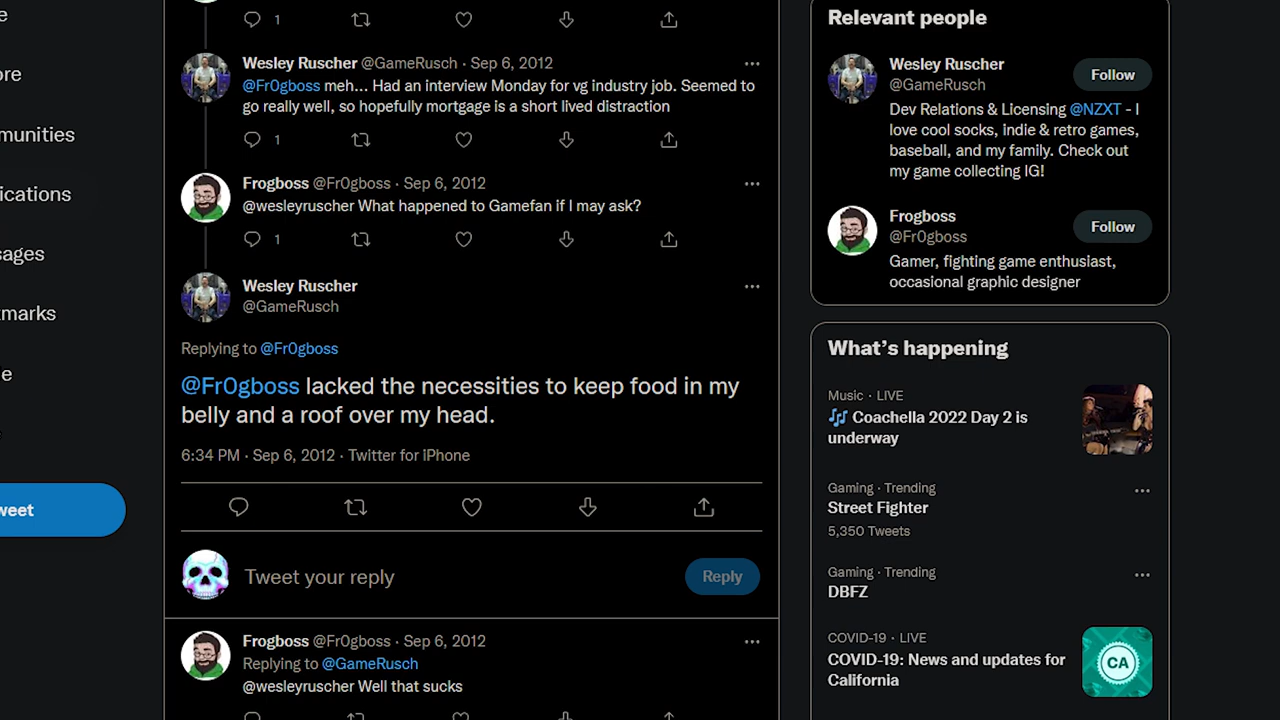 e
1
Wesley Ruscher @GameRusch · Sep 6, 2012
@Fr0gboss meh... Had an interview Monday for vg industry job. Seemed to
go really well, so hopefully mortgage is a short lived distraction
1
Frogboss @Fr0gboss · Sep 6, 2012
@wesleyruscher What happened to Gamefan if I may ask?
1
Wesley Ruscher
@GameRusch
Replying to @Fr0gboss
@Fr0gboss lacked the necessities to keep food in my
belly and a roof over my head.
6:34 PM · Sep 6, 2012 · Twitter for iPhone
Tweet your reply
Reply
Frogboss @Fr0gboss · Sep 6, 2012
Replying to @GameRusch
@wesleyruscher Well that sucks
ore
munities
ications
sages
marks
e
weet
Relevant people
Wesley Ruscher
@GameRusch
Follow
Dev Relations & Licensing @NZXT - I
love cool socks, indie & retro games,
baseball, and my family. Check out
my game collecting IG!
Frogboss
@Fr0gboss
Follow
Gamer, fighting game enthusiast,
occasional graphic designer
What's happening
Music · LIVE
🎶 Coachella 2022 Day 2 is
underway
Gaming · Trending
Street Fighter
5,350 Tweets
Gaming · Trending
DBFZ
COVID-19 · LIVE
COVID-19: News and updates for
California
CA